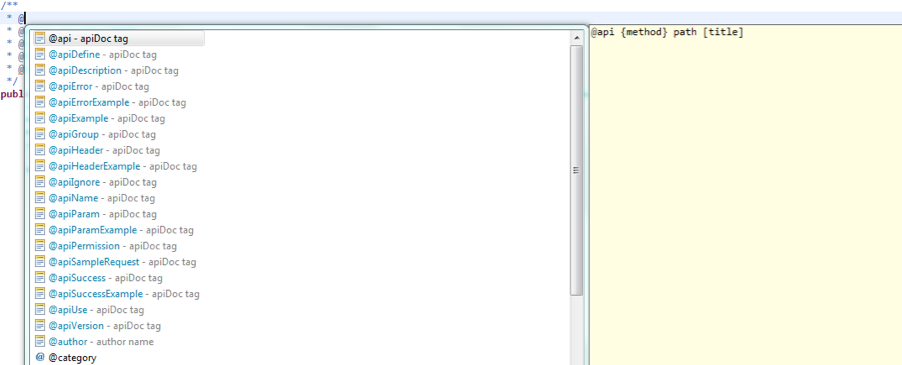 /**
* @
@api - apiDoc tag
@api {method} path [title]
* @
@apiDefine - apiDoc tag
* @
@apiDescription - apiDoc tag
* @
@apiError - apiDoc tag
* @
*/
@apiErrorExample - apiDoc tag
publ
@apiExample - apiDoc tag
@apiGroup - apiDoc tag
@apiHeader - apiDoc tag
@apiHeaderExample - apiDoc tag
@apiIgnore - apiDoc tag
@apiName - apiDoc tag
@apiParam - apiDoc tag
@apiParamExample - apiDoc tag
@apiPermission - apiDoc tag
@apiSampleRequest - apiDoc tag
@apiSuccess - apiDoc tag
@apiSuccessExample - apiDoc tag
@apiUse - apiDoc tag
@apiVersion - apiDoc tag
@author - author name
@ @category